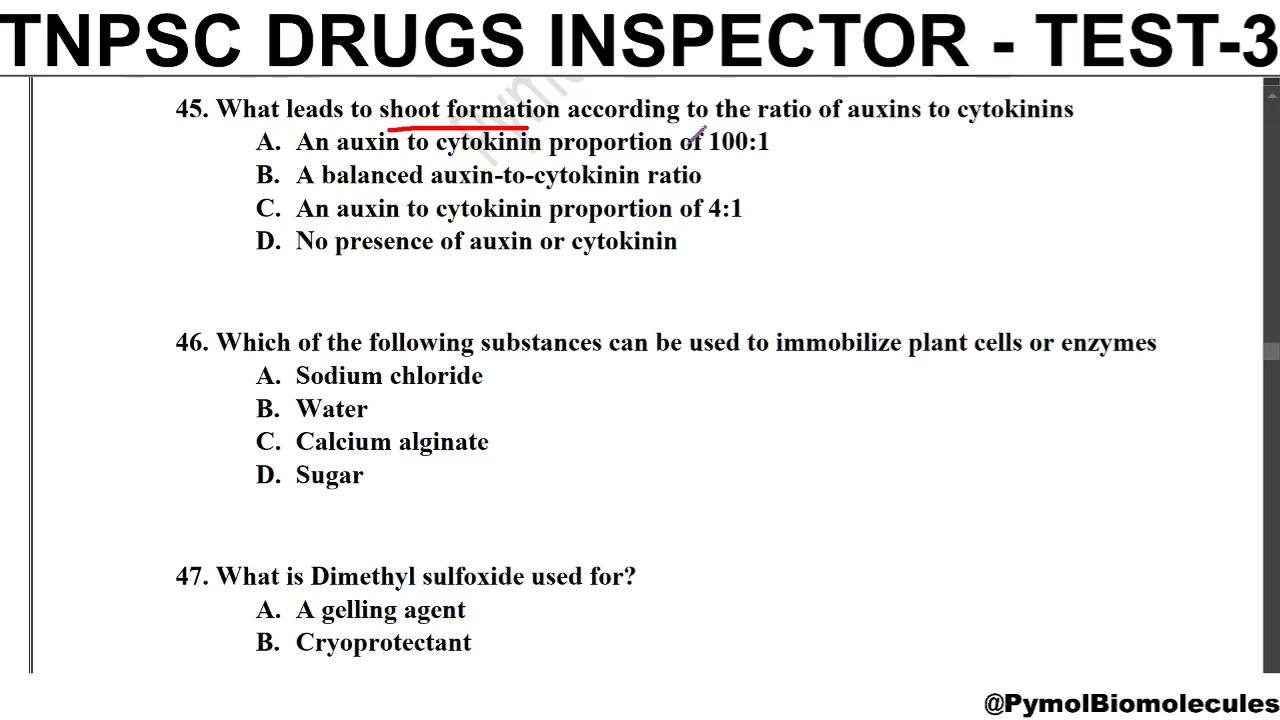 TNPSC DRUGS INSPECTOR - TEST-3
45. What leads to shoot formation according to the ratio of auxins to cytokinins
A. An auxin to cytokinin proportion of 100:1
B. A balanced auxin-to-cytokinin ratio
C. An auxin to cytokinin proportion of 4:1
D. No presence of auxin or cytokinin
46. Which of the following substances can be used to immobilize plant cells or enzymes
A. Sodium chloride
B. Water
C. Calcium alginate
D. Sugar
47. What is Dimethyl sulfoxide used for?
A. A gelling agent
B. Cryoprotectant
@PymolBiomolecules